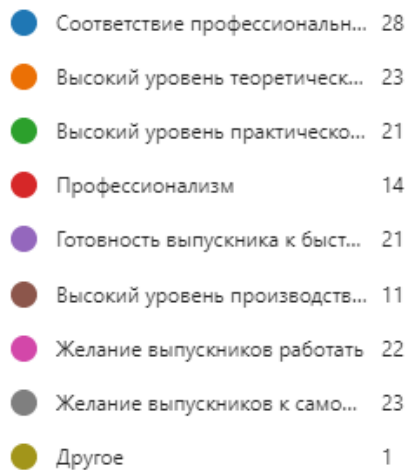 Соответствие профессиональн... 28
Высокий уровень теоретическ... 23
Высокий уровень практическо... 21
Профессионализм 14
Готовность выпускника к быст... 21
Высокий уровень производств... 11
Желание выпускников работать 22
Желание выпускников к само... 23
Другое 1